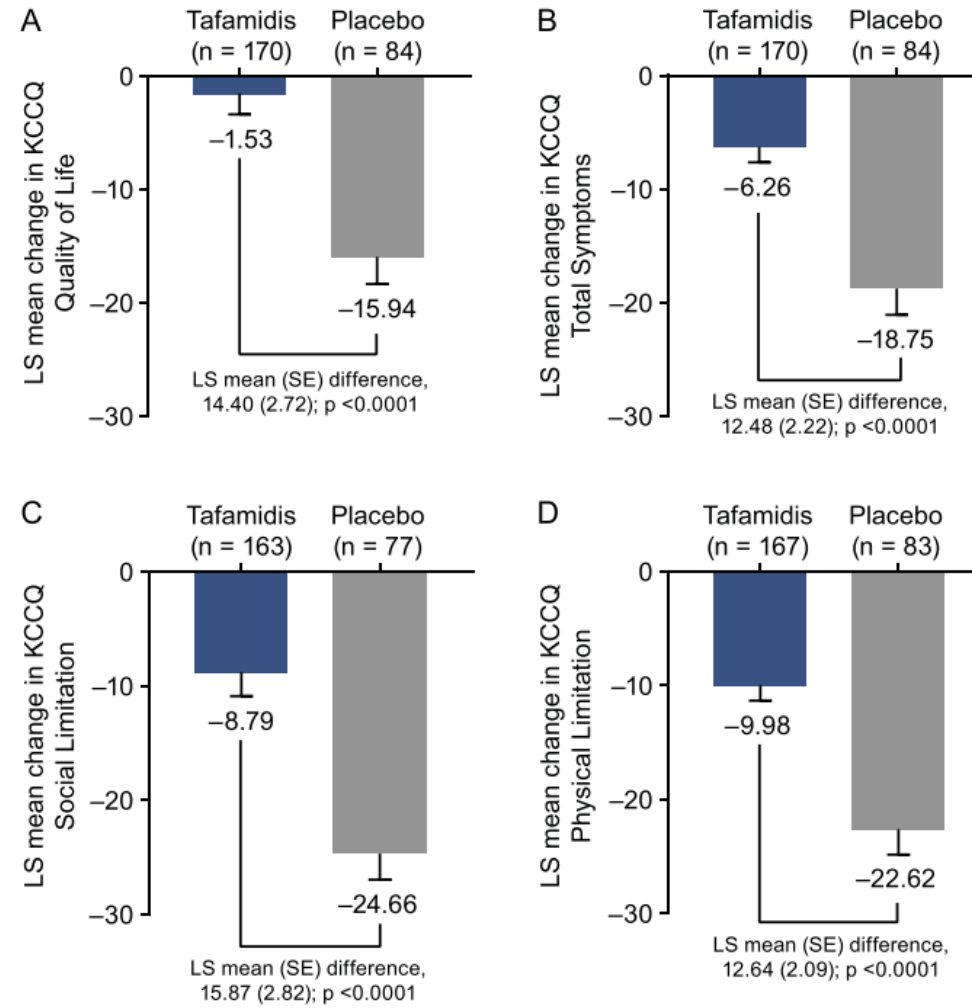 A
Tafamidis Placebo
(n = 170) (n = 84)
LS mean change in KCCQ
Quality of Life
0
–10
–20
–30
–1.53
–15.94
LS mean (SE) difference,
14.40 (2.72); p <0.0001
B
Tafamidis Placebo
(n = 170) (n = 84)
LS mean change in KCCQ
Total Symptoms
0
–10
–20
–30
–6.26
–18.75
LS mean (SE) difference,
12.48 (2.22); p <0.0001
C
Tafamidis Placebo
(n = 163) (n = 77)
LS mean change in KCCQ
Social Limitation
0
–10
–20
–30
–8.79
–24.66
LS mean (SE) difference,
15.87 (2.82); p <0.0001
D
Tafamidis Placebo
(n = 167) (n = 83)
LS mean change in KCCQ
Physical Limitation
0
–10
–20
–30
–9.98
–22.62
LS mean (SE) difference,
12.64 (2.09); p <0.0001